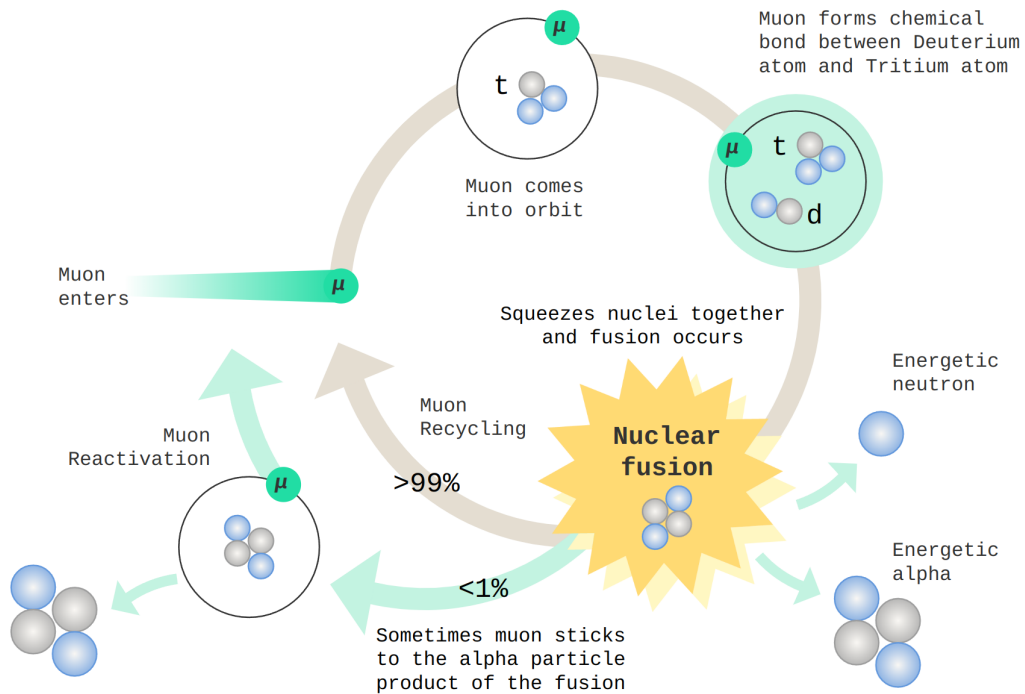 μ
t
Muon comes
into orbit
Muon forms chemical
bond between Deuterium
atom and Tritium atom
μ
t
d
Muon
enters
μ
Squeezes nuclei together
and fusion occurs
Energetic
neutron
Muon
Recycling
Nuclear
fusion
Muon
Reactivation
>99%
μ
Energetic
alpha
<1%
Sometimes muon sticks
to the alpha particle
product of the fusion